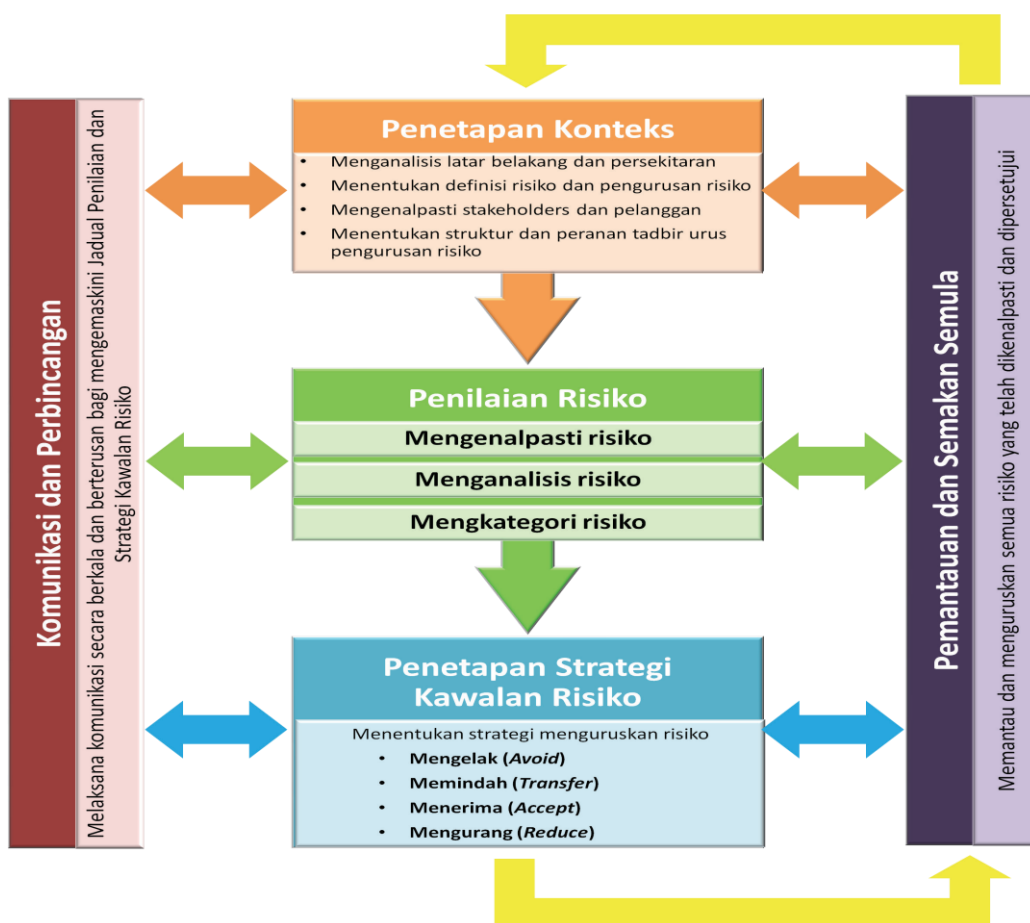 Komunikasi dan Perbincangan
Melaksana komunikasi secara berkala dan berterusan bagi mengemaskini Jadual Penilaian dan
Strategi Kawalan Risiko
Penetapan Konteks
• Menganalisis latar belakang dan persekitaran
• Menentukan definisi risiko dan pengurusan risiko
• Mengenalpasti stakeholders dan pelanggan
• Menentukan struktur dan peranan tadbir urus
pengurusan risiko
Penilaian Risiko
Mengenalpasti risiko
Menganalisis risiko
Mengkategori risiko
Penetapan Strategi
Kawalan Risiko
Menentukan strategi menguruskan risiko
• Mengelak (Avoid)
• Memindah (Transfer)
• Menerima (Accept)
• Mengurang (Reduce)
Pemantauan dan Semakan Semula
Memantau dan menguruskan semua risiko yang telah dikenalpasti dan dipersetujui